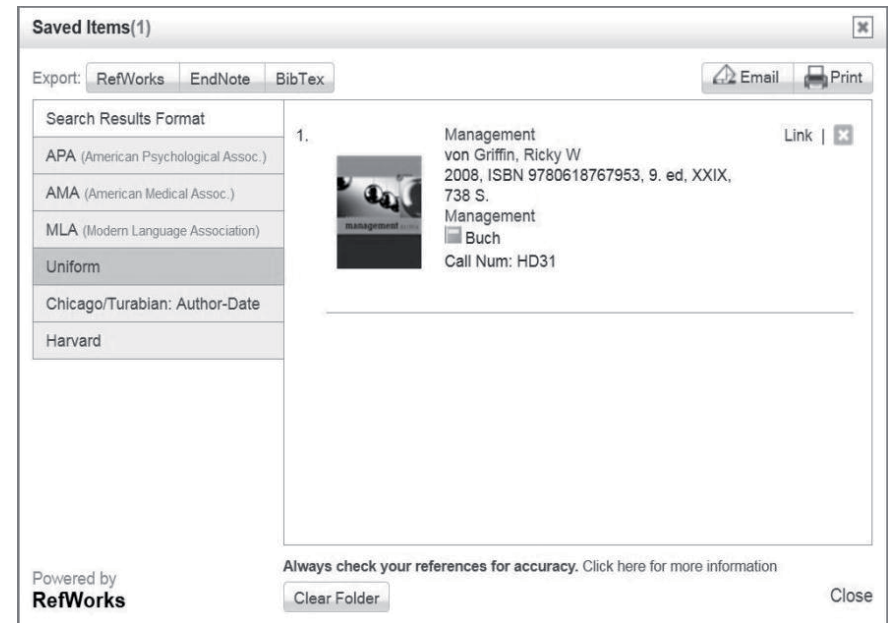 Saved Items(1)
Export: RefWorks EndNote BibTex Email Print
Search Results Format
APA (American Psychological Assoc.)
AMA (American Medical Assoc.)
MLA (Modern Language Association)
Uniform
Chicago/Turabian: Author-Date
Harvard
1. Management Link |
von Griffin, Ricky W
2008, ISBN 9780618767953, 9. ed, XXIX,
738 S.
Management
Buch
Call Num: HD31
management
Always check your references for accuracy. Click here for more information
Powered by
RefWorks
Clear Folder
Close